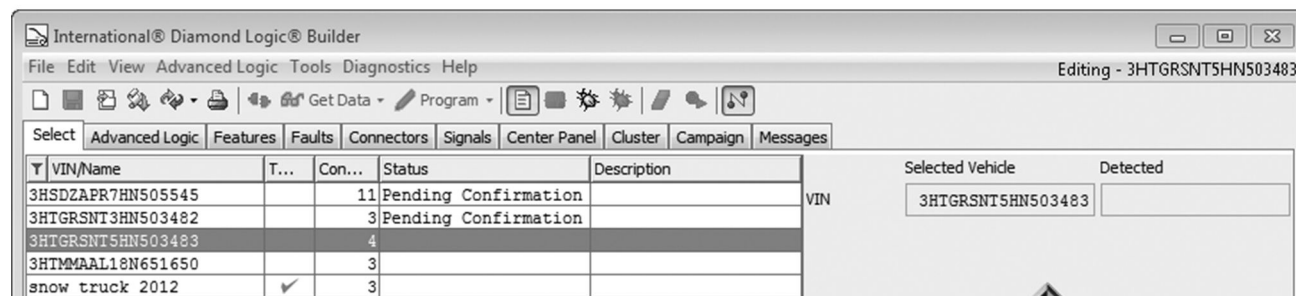 International® Diamond Logic® Builder
File Edit View Advanced Logic Tools Diagnostics Help Editing - 3HTGRSNT5HN503483
Get Data Program
Select Advanced Logic Features Faults Connectors Signals Center Panel Cluster Campaign Messages
VIN/Name T... Con... Status Description
Selected Vehicle Detected
3HSDZAPR7HN505545 11 Pending Confirmation
VIN 3HTGRSNT5HN503483
3HTGRSNT3HN503482 3 Pending Confirmation
3HTGRSNT5HN503483 4
3HTMMAAL18N651650 3
snow truck 2012 3